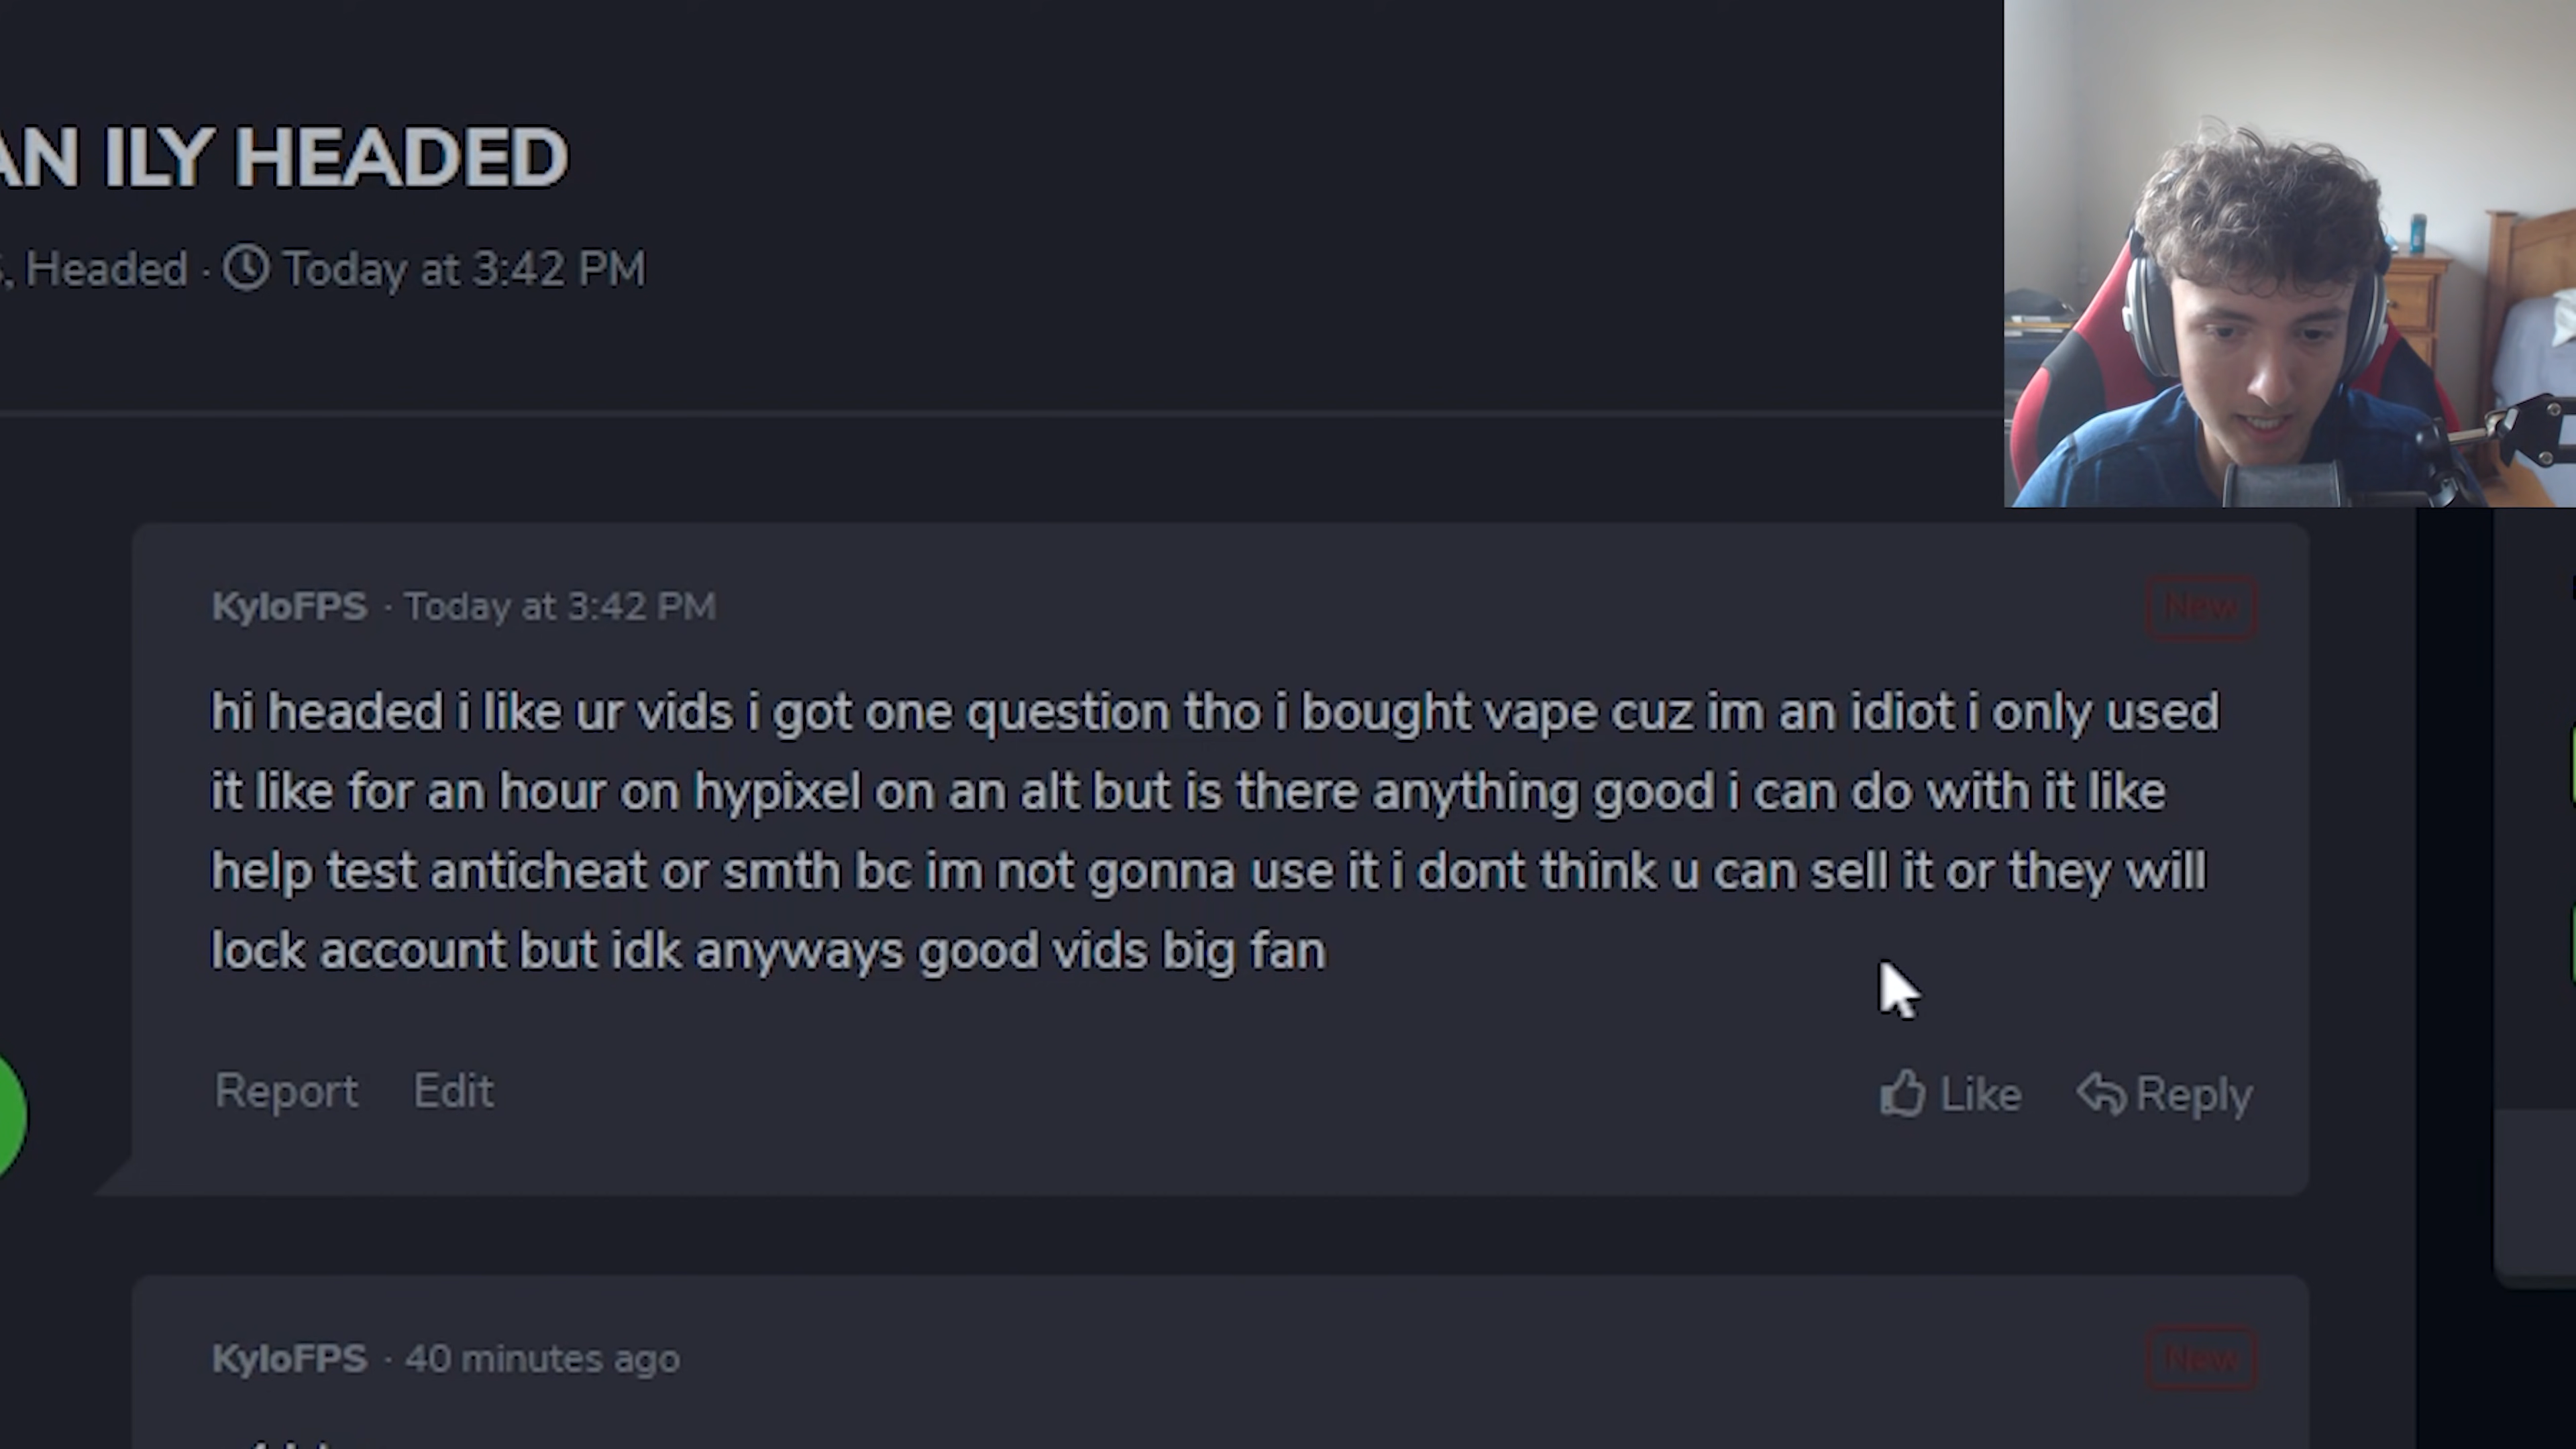 AN ILY HEADED
, Headed · Today at 3:42 PM
KyloFPS · Today at 3:42 PM
New
hi headed i like ur vids i got one question tho i bought vape cuz im an idiot i only used
it like for an hour on hypixel on an alt but is there anything good i can do with it like
help test anticheat or smth bc im not gonna use it i dont think u can sell it or they will
lock account but idk anyways good vids big fan
Report Edit Like Reply
KyloFPS · 40 minutes ago
New